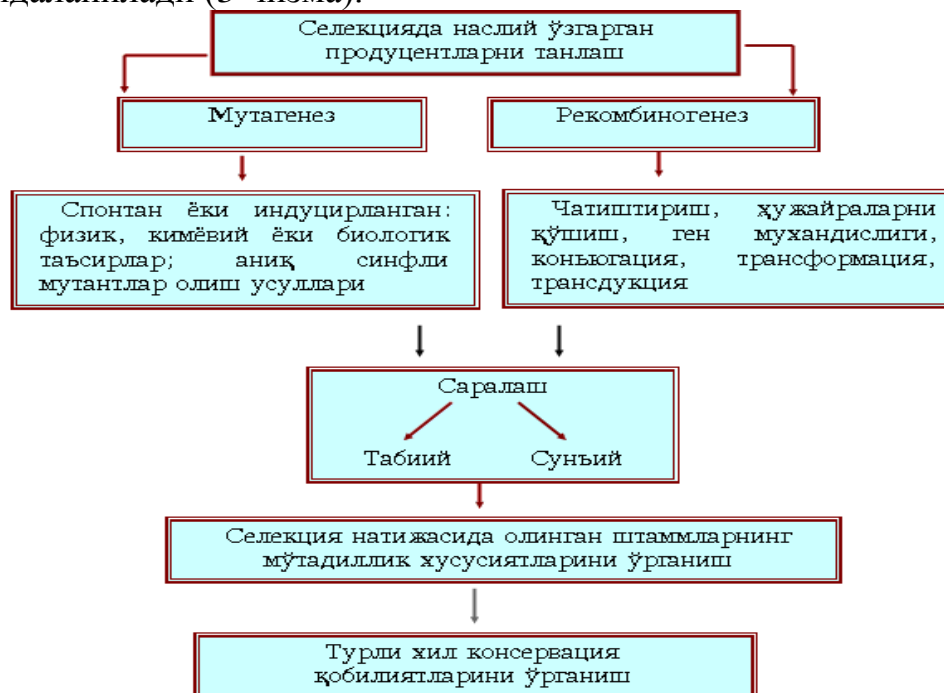 (3-чизма).
Селекцияда наслий ўзгарган
продуцентларни танлаш
Мутагенез
Рекомбиногенез
Спонтан ёки индуцирланган:
физик, кимёвий ёки биологик
таъсирлар; аниқ синфли
мутантлар олиш усуллари
Чатиштириш, ҳужайраларни
қўшиш, ген мухандислиги,
коньюгация, трансформация,
трансдукция
Саралаш
Табиий Сунъий
Селекция натижасида олинган штаммларнинг
мўтадиллик хусусиятларини ўрганиш
Турли хил консервация
қобилиятларини ўрганиш